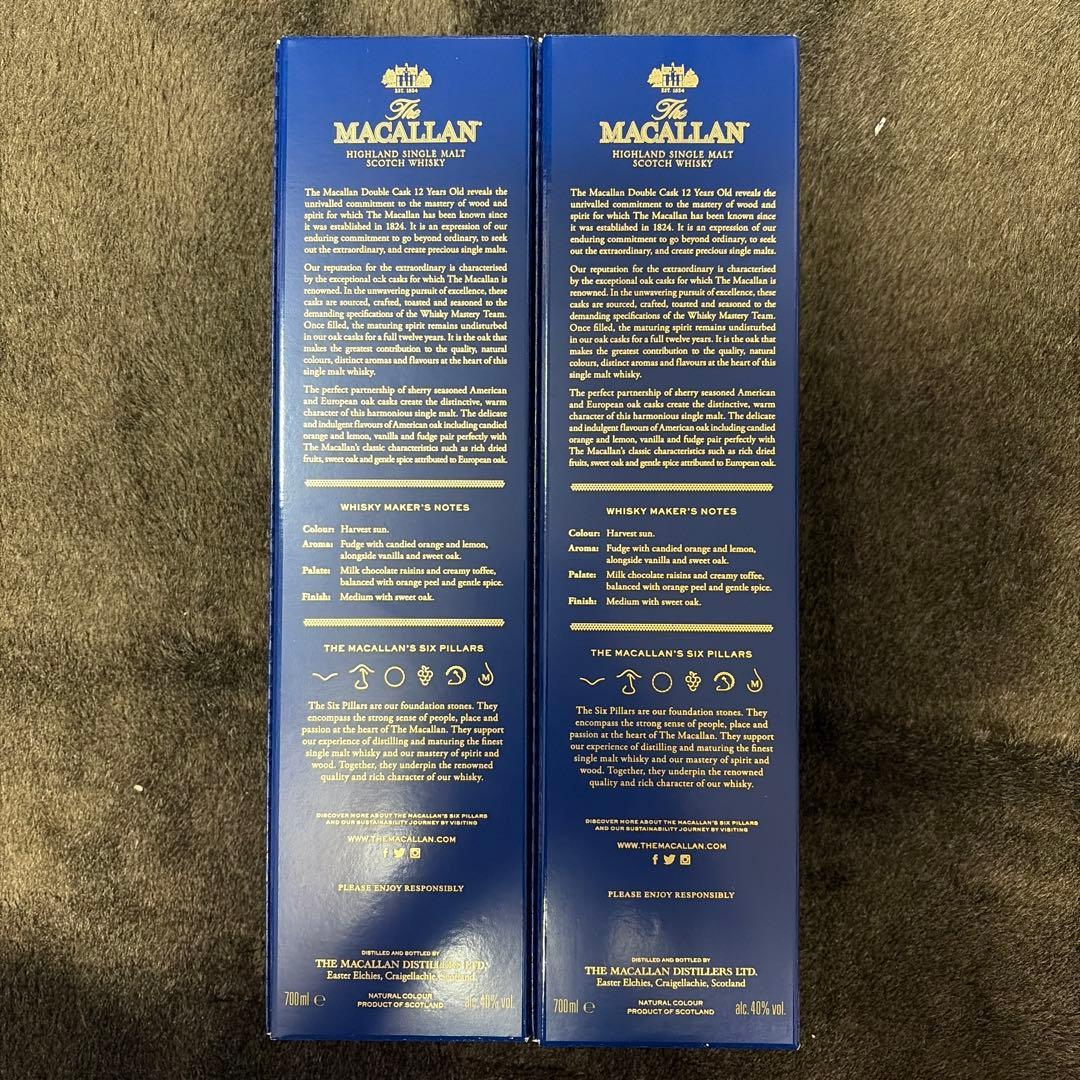 EST. 1824
The
MACALLAN
HIGHLAND SINGLE MALT
SCOTCH WHISKY
The Macallan Double Cask 12 Years Old reveals the
unrivalled commitment to the mastery of wood and
spirit for which The Macallan has been known since
it was established in 1824. It is an expression of our
enduring commitment to go beyond ordinary, to seek
out the extraordinary, and create precious single malts.
Our reputation for the extraordinary is characterised
by the exceptional oak casks for which The Macallan is
renowned. In the unwavering pursuit of excellence, these
casks are sourced, crafted, toasted and seasoned to the
demanding specifications of the Whisky Mastery Team.
Once filled, the maturing spirit remains undisturbed
in our oak casks for a full twelve years. It is the oak that
makes the greatest contribution to the quality, natural
colours, distinct aromas and flavours at the heart of this
single malt whisky.
The perfect partnership of sherry seasoned American
and European oak casks create the distinctive, warm
character of this harmonious single malt. The delicate
and indulgent flavours of American oak including candied
orange and lemon, vanilla and fudge pair perfectly with
The Macallan's classic characteristics such as rich dried
fruits, sweet oak and gentle spice attributed to European oak.
WHISKY MAKER'S NOTES
Colour: Harvest sun.
Aroma: Fudge with candied orange and lemon,
alongside vanilla and sweet oak.
Palate: Milk chocolate raisins and creamy toffee,
balanced with orange peel and gentle spice.
Finish: Medium with sweet oak.
THE MACALLAN'S SIX PILLARS
M
The Six Pillars are our foundation stones. They
encompass the strong sense of people, place and
passion at the heart of The Macallan. They support
our experience of distilling and maturing the finest
single malt whisky and our mastery of spirit and
wood. Together, they underpin the renowned
quality and rich character of our whisky.
DISCOVER MORE ABOUT THE MACALLAN'S SIX PILLARS
AND OUR SUSTAINABILITY JOURNEY BY VISITING
WWW.THEMACALLAN.COM
PLEASE ENJOY RESPONSIBLY
DISTILLED AND BOTTLED BY
THE MACALLAN DISTILLERS LTD.
Easter Elchies, Craigellachie, Scotland
700 ml e
NATURAL COLOUR
PRODUCT OF SCOTLAND
alc. 40% vol.
EST. 1824
The
MACALLAN
HIGHLAND SINGLE MALT
SCOTCH WHISKY
The Macallan Double Cask 12 Years Old reveals the
unrivalled commitment to the mastery of wood and
spirit for which The Macallan has been known since
it was established in 1824. It is an expression of our
enduring commitment to go beyond ordinary, to seek
out the extraordinary, and create precious single malts.
Our reputation for the extraordinary is characterised
by the exceptional oak casks for which The Macallan is
renowned. In the unwavering pursuit of excellence, these
casks are sourced, crafted, toasted and seasoned to the
demanding specifications of the Whisky Mastery Team.
Once filled, the maturing spirit remains undisturbed
in our oak casks for a full twelve years. It is the oak that
makes the greatest contribution to the quality, natural
colours, distinct aromas and flavours at the heart of this
single malt whisky.
The perfect partnership of sherry seasoned American
and European oak casks create the distinctive, warm
character of this harmonious single malt. The delicate
and indulgent flavours of American oak including candied
orange and lemon, vanilla and fudge pair perfectly with
The Macallan's classic characteristics such as rich dried
fruits, sweet oak and gentle spice attributed to European oak.
WHISKY MAKER'S NOTES
Colour: Harvest sun.
Aroma: Fudge with candied orange and lemon,
alongside vanilla and sweet oak.
Palate: Milk chocolate raisins and creamy toffee,
balanced with orange peel and gentle spice.
Finish: Medium with sweet oak.
THE MACALLAN'S SIX PILLARS
M
The Six Pillars are our foundation stones. They
encompass the strong sense of people, place and
passion at the heart of The Macallan. They support
our experience of distilling and maturing the finest
single malt whisky and our mastery of spirit and
wood. Together, they underpin the renowned
quality and rich character of our whisky.
DISCOVER MORE ABOUT THE MACALLAN'S SIX PILLARS
AND OUR SUSTAINABILITY JOURNEY BY VISITING
WWW.THEMACALLAN.COM
PLEASE ENJOY RESPONSIBLY
DISTILLED AND BOTTLED BY
THE MACALLAN DISTILLERS LTD.
Easter Elchies, Craigellachie, Scotland
700 ml e
NATURAL COLOUR
PRODUCT OF SCOTLAND
alc. 40% vol.